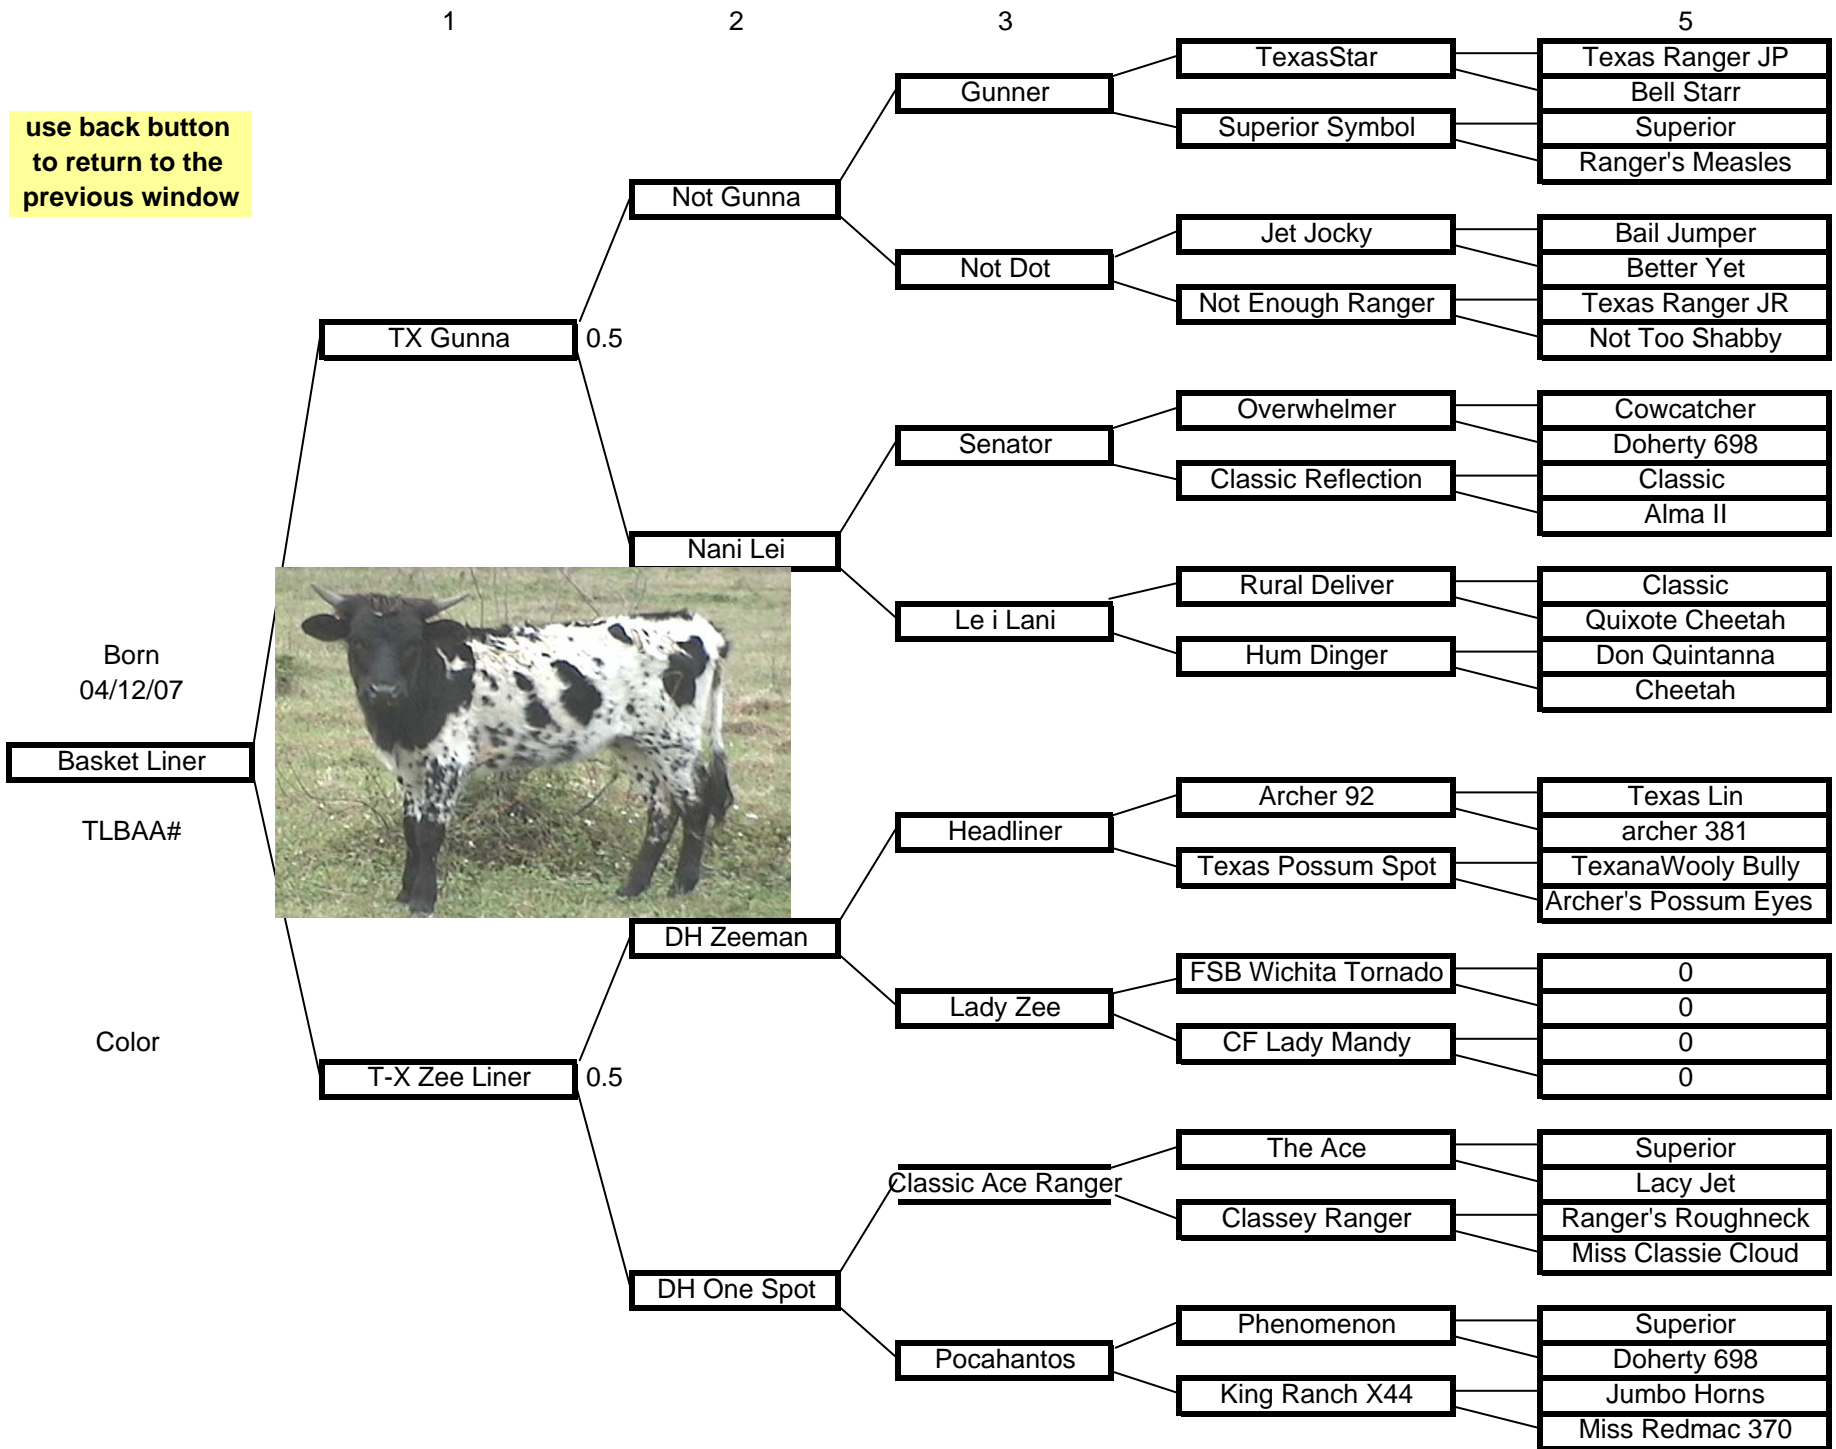 1
2
3
5
use back button
to return to the
previous window
Born
04/12/07
Basket Liner
TLBAA#
Color
TX Gunna
0.5
T-X Zee Liner
0.5
Not Gunna
Nani Lei
DH Zeeman
DH One Spot
Gunner
Not Dot
Senator
Le i Lani
Headliner
Lady Zee
Classic Ace Ranger
Pocahantos
TexasStar
Superior Symbol
Jet Jocky
Not Enough Ranger
Overwhelmer
Classic Reflection
Rural Deliver
Hum Dinger
Archer 92
Texas Possum Spot
FSB Wichita Tornado
CF Lady Mandy
The Ace
Classey Ranger
Phenomenon
King Ranch X44
Texas Ranger JP
Bell Starr
Superior
Ranger's Measles
Bail Jumper
Better Yet
Texas Ranger JR
Not Too Shabby
Cowcatcher
Doherty 698
Classic
Alma II
Classic
Quixote Cheetah
Don Quintanna
Cheetah
Texas Lin
archer 381
TexanaWooly Bully
Archer's Possum Eyes
0
0
0
0
Superior
Lacy Jet
Ranger's Roughneck
Miss Classie Cloud
Superior
Doherty 698
Jumbo Horns
Miss Redmac 370